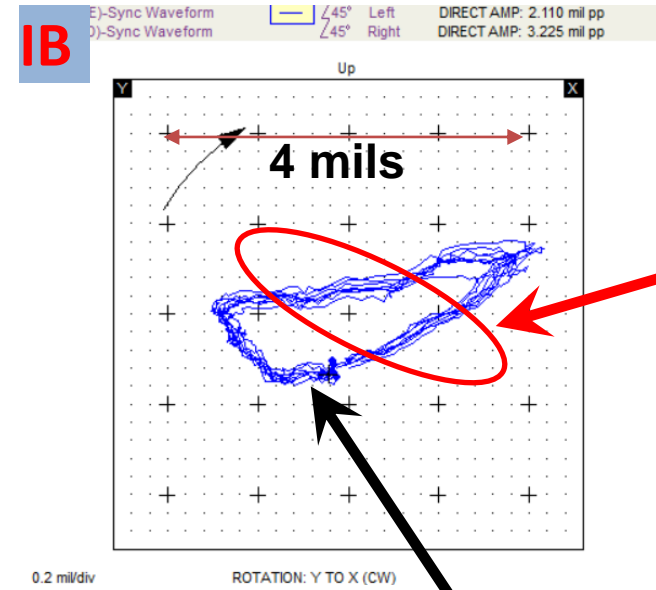 IB
E)-Sync Waveform ∠45° Left DIRECT AMP: 2.110 mil pp
D)-Sync Waveform ∠45° Right DIRECT AMP: 3.225 mil pp
Up
Y X
4 mils
0.2 mil/div ROTATION: Y TO X (CW)